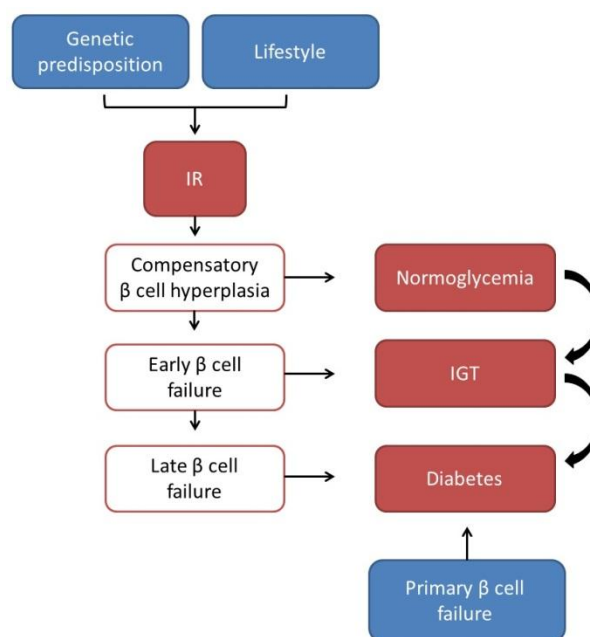 Genetic
predisposition
Lifestyle
IR
Compensatory
β cell hyperplasia
Normoglycemia
Early β cell
failure
IGT
Late β cell
failure
Diabetes
Primary β cell
failure